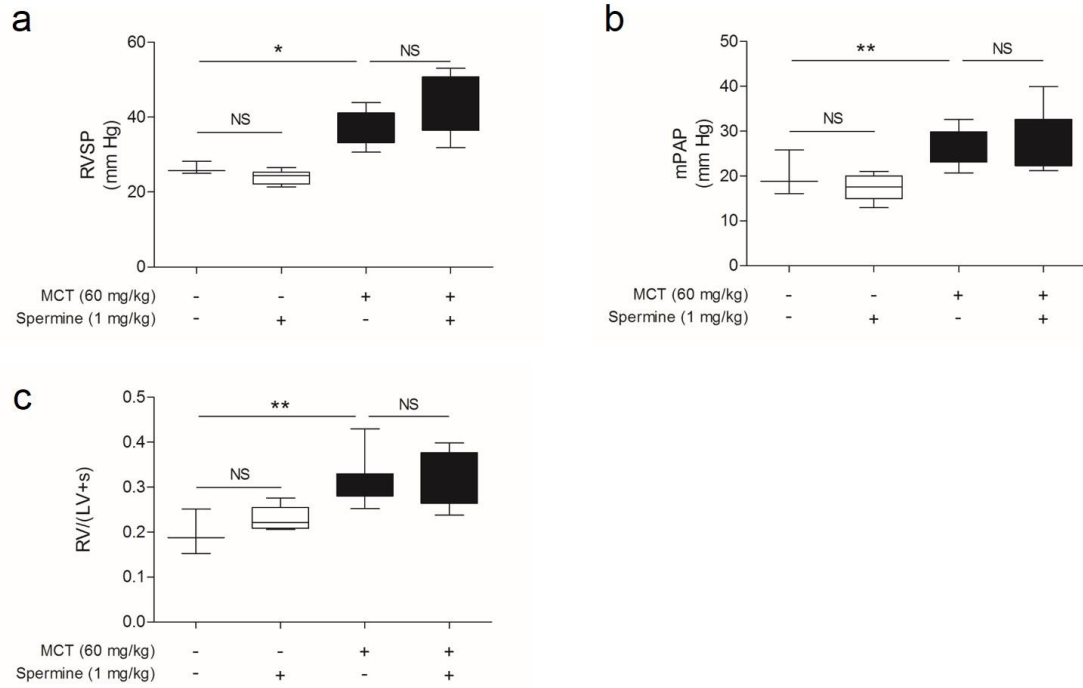 a
RVSP
(mm Hg)
60
40
20
0
*
NS
NS
MCT (60 mg/kg) - - + +
Spermine (1 mg/kg) - + - +
b
mPAP
(mm Hg)
50
40
30
20
10
0
**
NS
NS
MCT (60 mg/kg) - - + +
Spermine (1 mg/kg) - + - +
c
RV/(LV+s)
0.5
0.4
0.3
0.2
0.1
0.0
**
NS
NS
MCT (60 mg/kg) - - + +
Spermine (1 mg/kg) - + - +